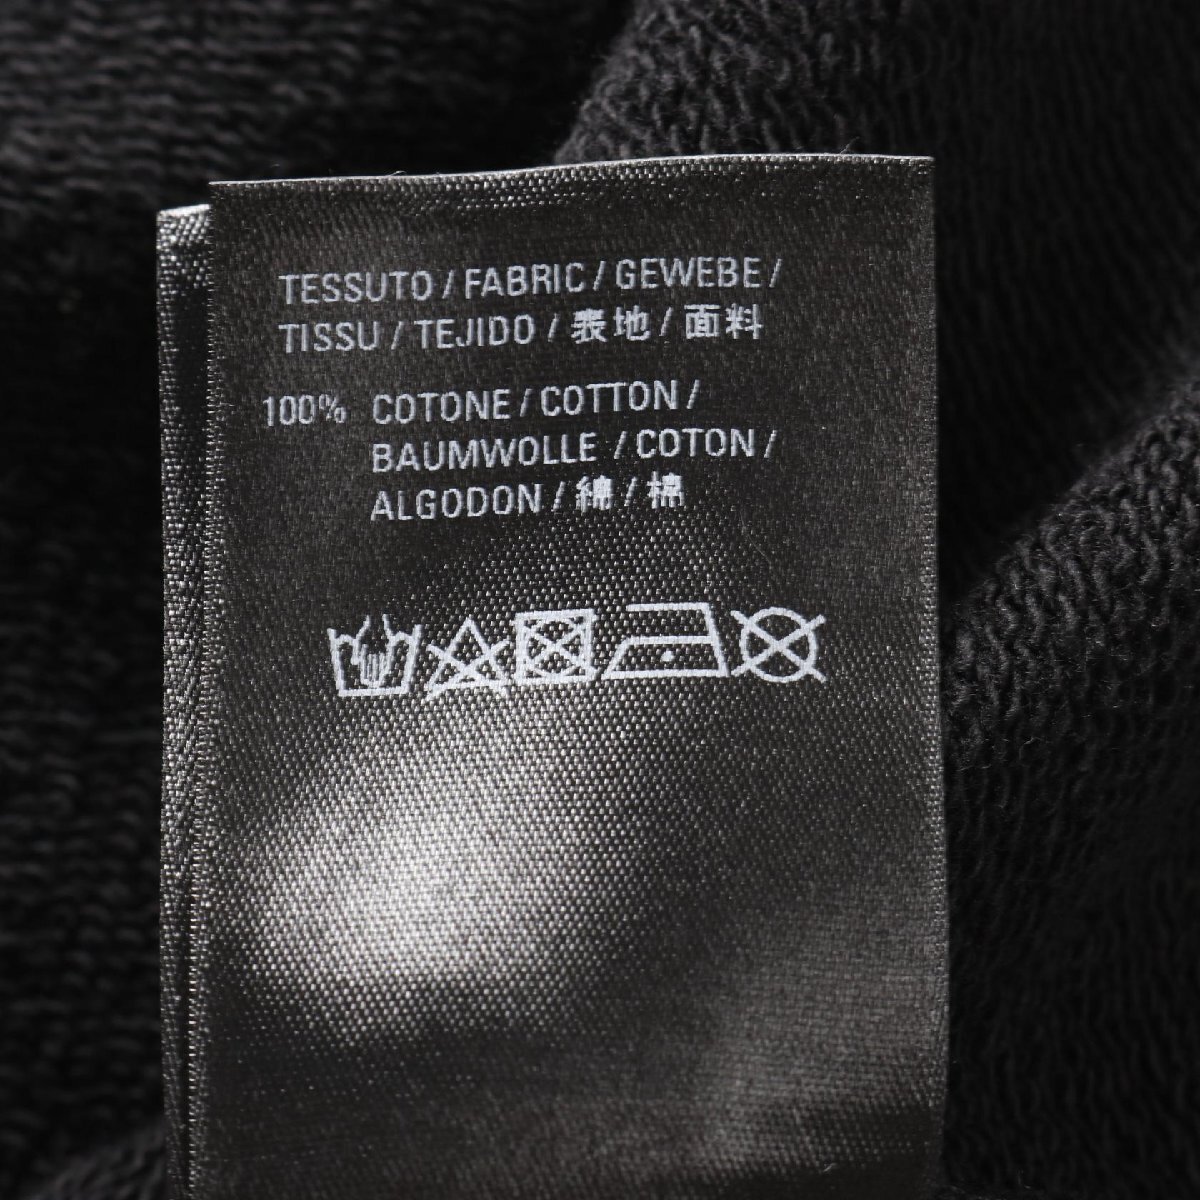 TESSUTO / FABRIC / GEWEBE /
TISSU / TEJIDO / 表地 / 面料
100% COTONE / COTTON /
BAUMWOLLE / COTON /
ALGODON / 綿 / 棉